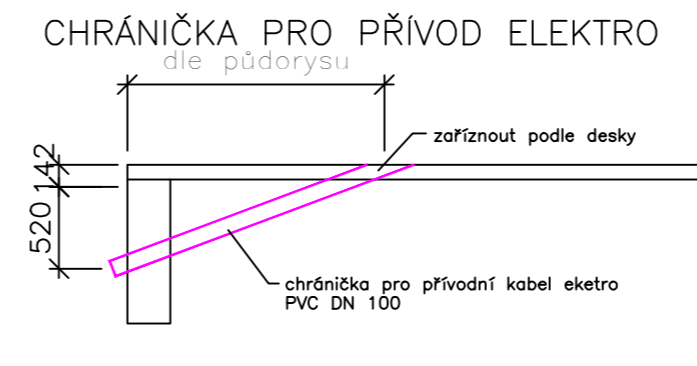 CHRÁNIČKA PRO PŘÍVOD ELEKTRO
dle půdorysu
zaříznout podle desky
142
520
chránička pro přívodní kabel eketro
PVC DN 100